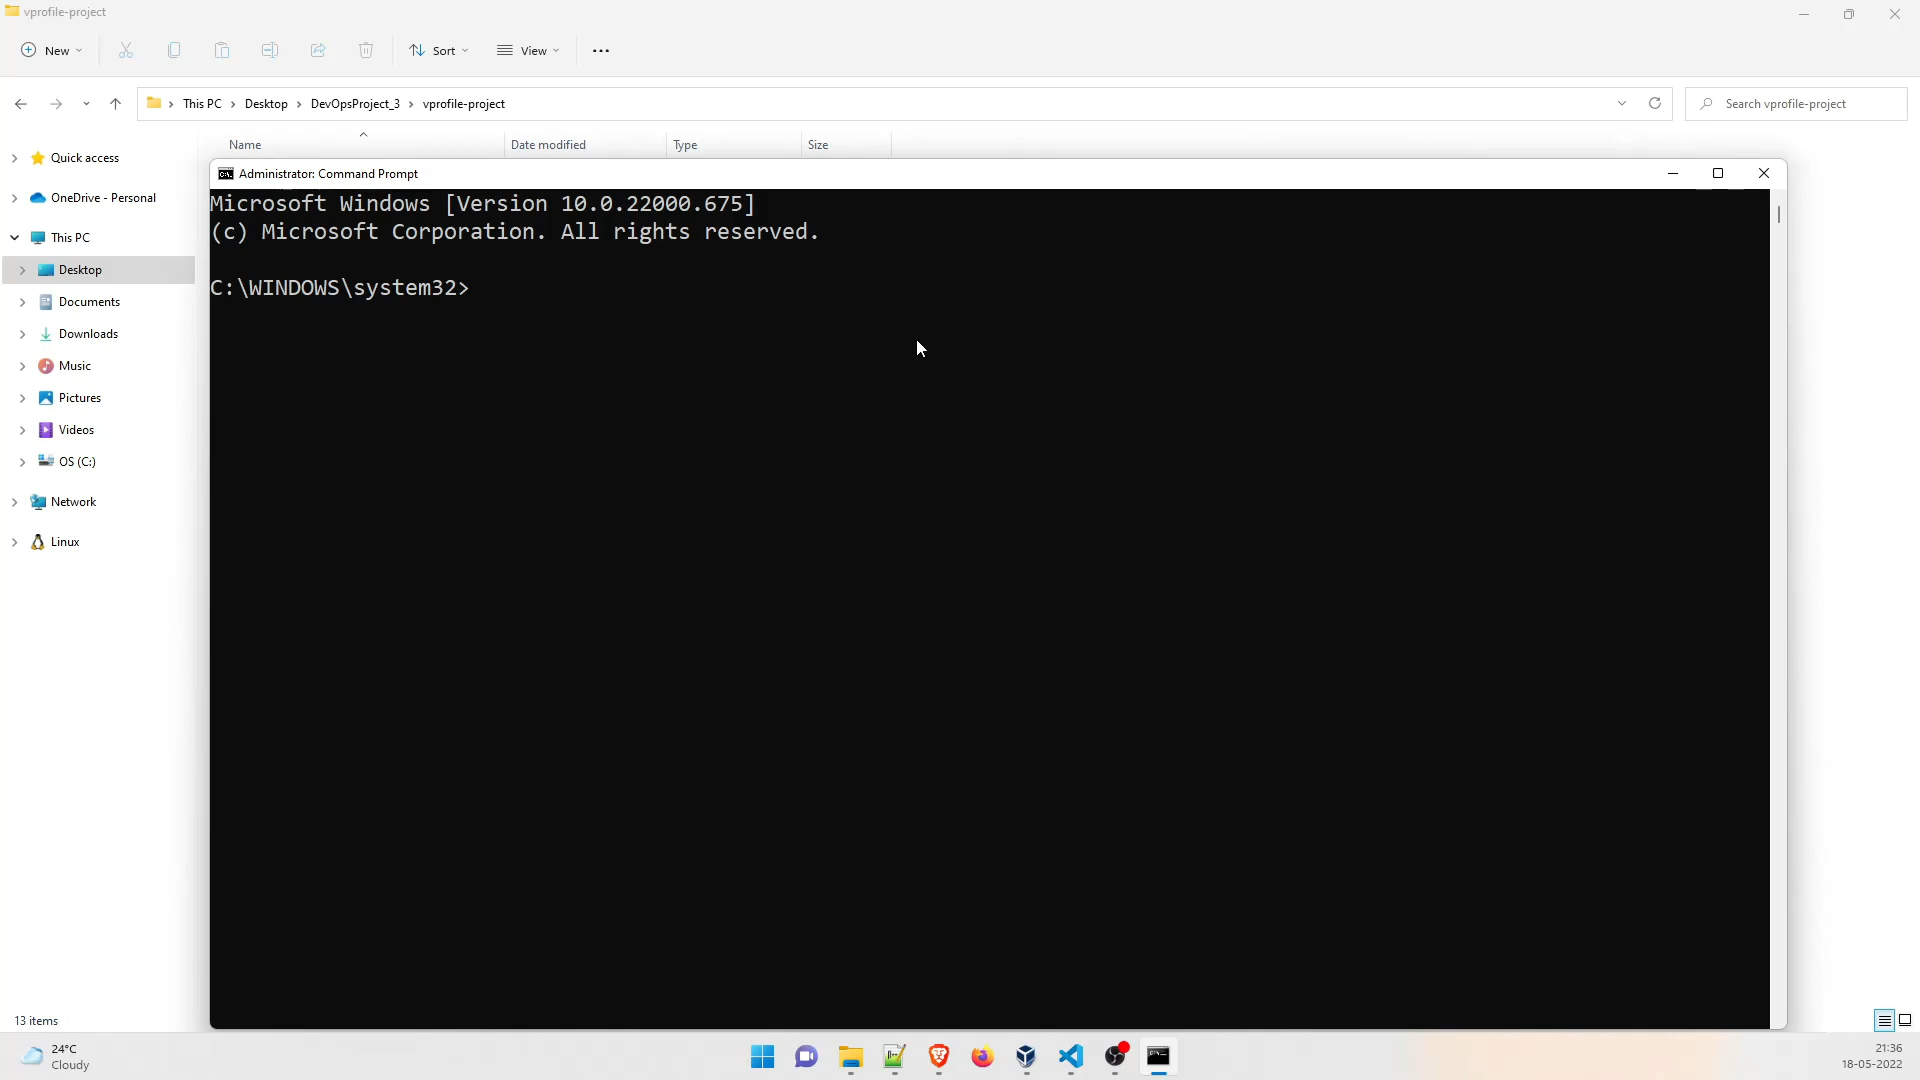 vprofile-project
New
Sort
View
This PC > Desktop > DevOpsProject_3 > vprofile-project
Search vprofile-project
Name
Date modified
Type
Size
Quick access
OneDrive - Personal
This PC
Desktop
Documents
Downloads
Music
Pictures
Videos
OS (C:)
Network
Linux
Administrator: Command Prompt
Microsoft Windows [Version 10.0.22000.675]
(c) Microsoft Corporation. All rights reserved.
C:\WINDOWS\system32>
13 items
24°C
Cloudy
21:36
18-05-2022